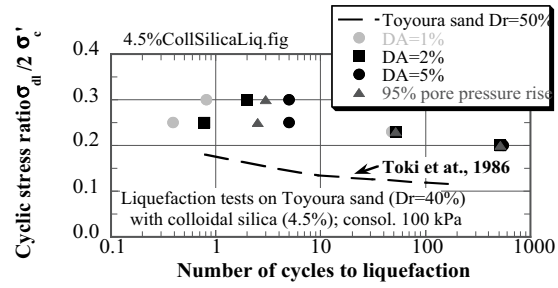 4.5%CollSilicaLiq.fig
Toyoura sand Dr=50%
DA=1%
DA=2%
DA=5%
95% pore pressure rise
Cyclic stress ratioσdl/2 σ'c
0.4
0.3
0.2
0.1
0.0
Toki et at., 1986
Liquefaction tests on Toyoura sand (Dr=40%)
with colloidal silica (4.5%); consol. 100 kPa
0.1 1 10 100 1000
Number of cycles to liquefaction